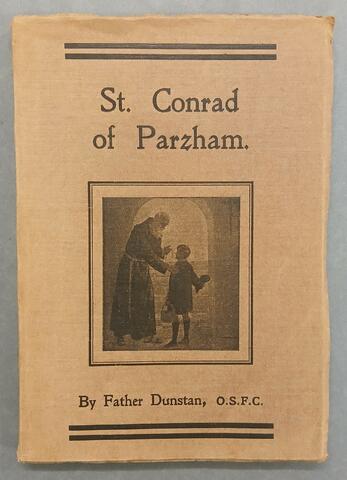 St. Conrad
of Parzham.
By Father Dunstan, O.S.F.C.